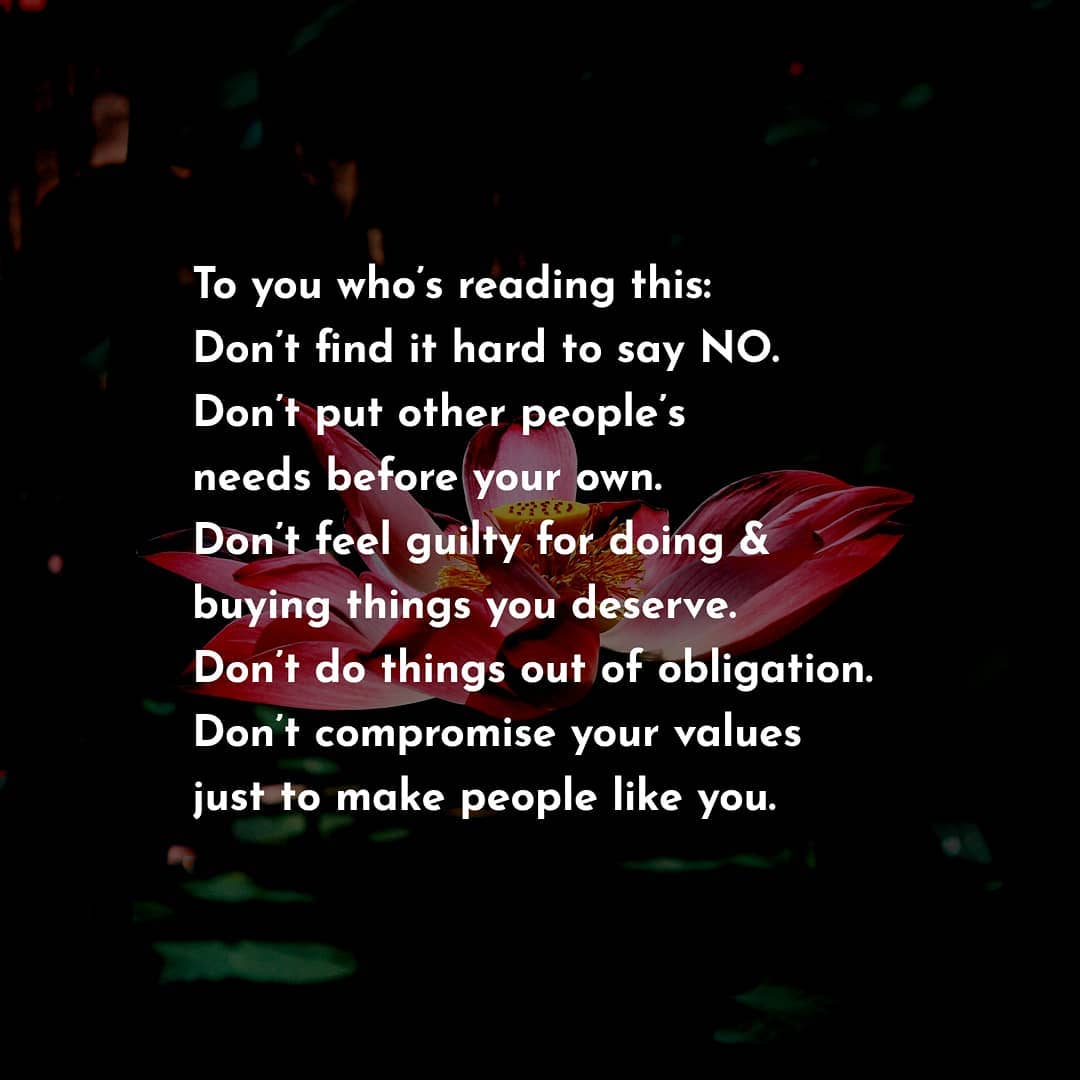 To you who's reading this:
Don't find it hard to say NO.
Don't put other people's
needs before your own.
Don't feel guilty for doing &
buying things you deserve.
Don't do things out of obligation.
Don't compromise your values
just to make people like you.